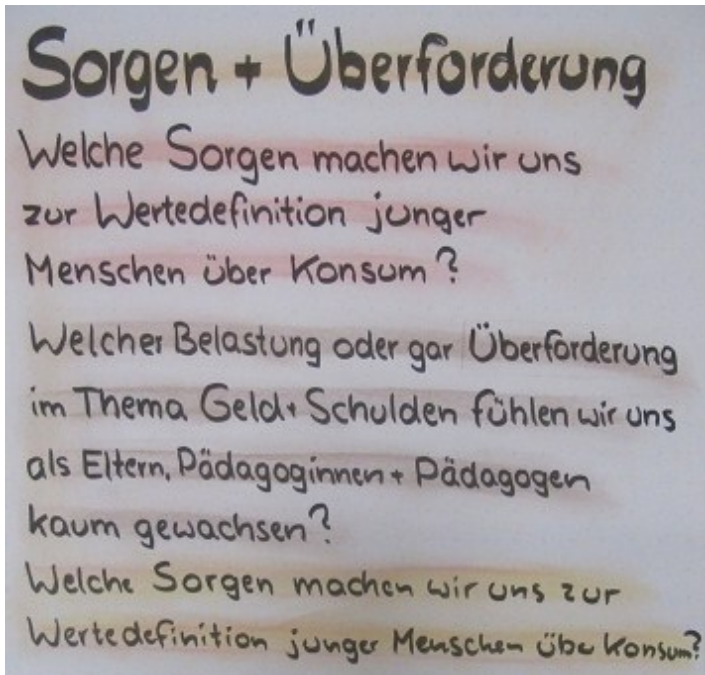 Sorgen + Überforderung
Welche Sorgen machen wir uns
zur Wertedefinition junger
Menschen über Konsum?
Welcher Belastung oder gar Überforderung
im Thema Geld + Schulden fühlen wir uns
als Eltern, Pädagoginnen + Pädagogen
kaum gewachsen?
Welche Sorgen machen wir uns zur
Wertedefinition junger Menschen übe Konsum?